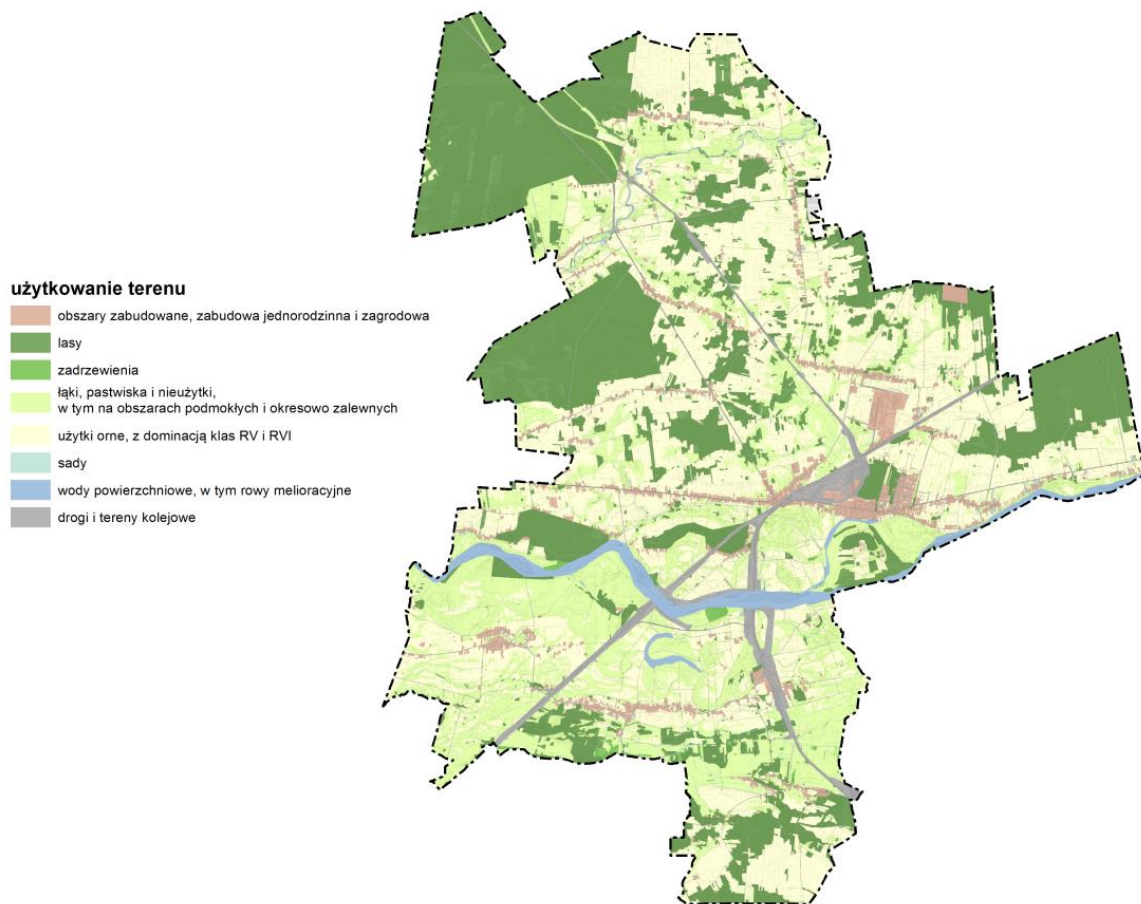 użytkowanie terenu
obszary zabudowane, zabudowa jednorodzinna i zagrodowa
lasy
zadrzewienia
łąki, pastwiska i nieużytki,
w tym na obszarach podmokłych i okresowo zalewnych
użytki orne, z dominacją klas RV i RVI
sady
wody powierzchniowe, w tym rowy melioracyjne
drogi i tereny kolejowe